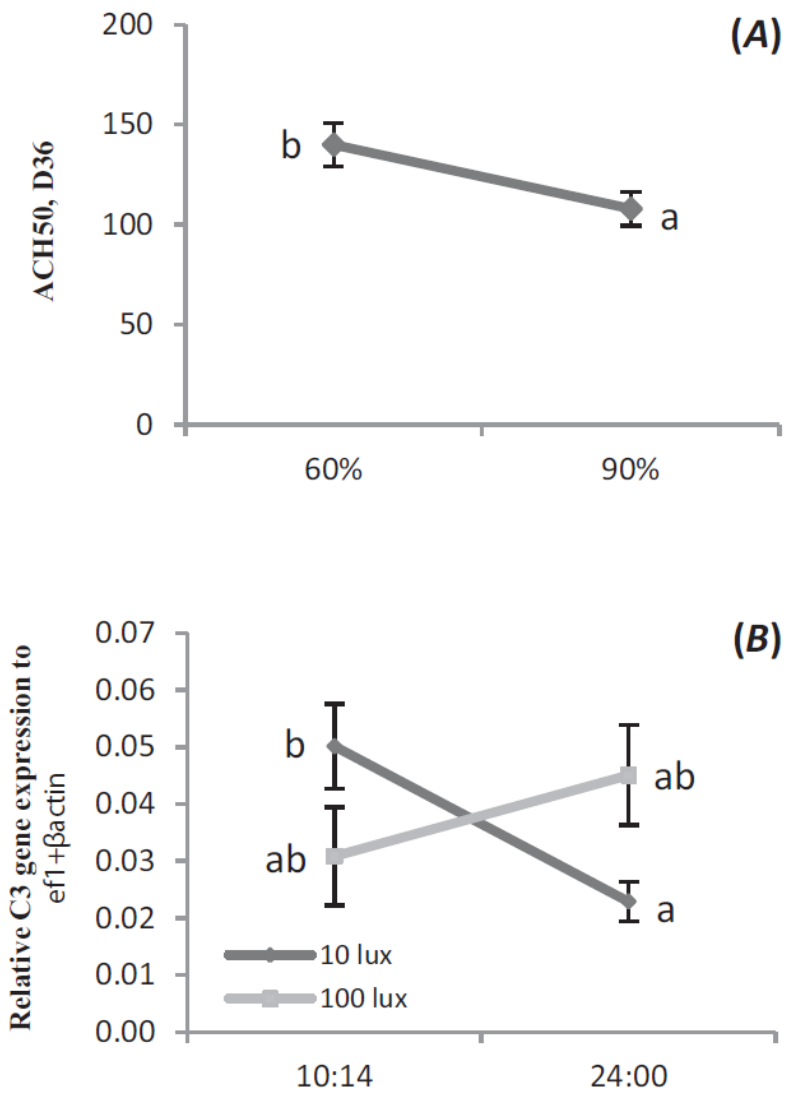 (A)
ACH50, D36
200
150
100
50
0
b
a
60%
90%
(B)
Relative C3 gene expression to
ef1+βactin
0.07
0.06
0.05
0.04
0.03
0.02
0.01
0.00
b
ab
ab
a
10 lux
100 lux
10:14
24:00